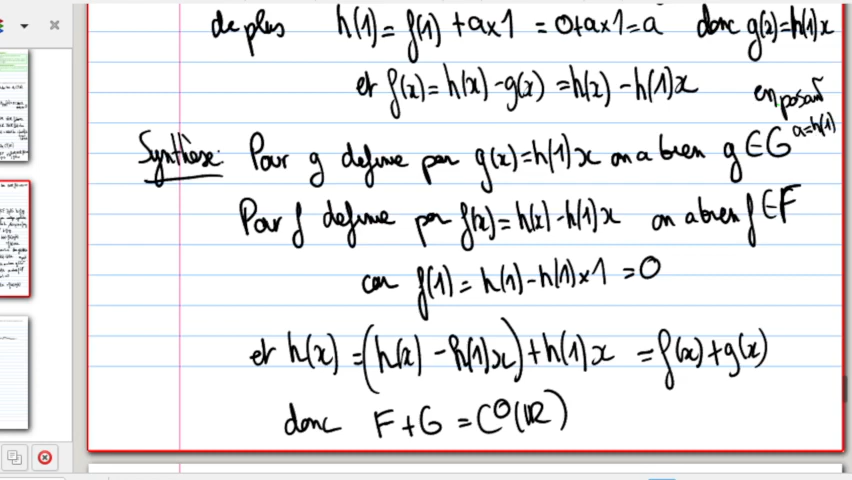 de plus h(1) = f(1) + a×1 = 0+a×1 = a donc g(x) = h(1)x
et f(x) = h(x) - g(x) = h(x) - h(1)x en posant
a=h(1)
Synthèse: Pour g définie par g(x) = h(1)x on a bien g∈G
Pour f définie par f(x) = h(x) - h(1)x on a bien f∈F
car f(1) = h(1) - h(1)×1 = 0
et h(x) = (h(x) - h(1)x) + h(1)x = f(x) + g(x)
donc F+G = C⁰(ℝ)